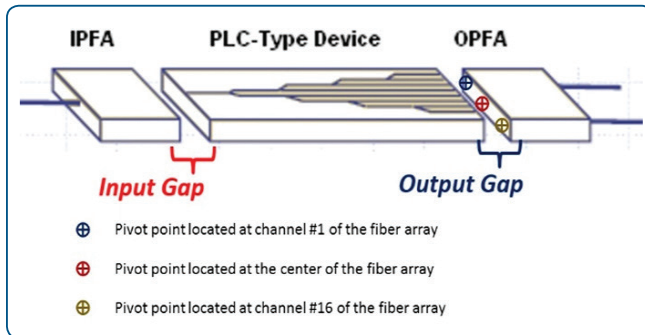 IPFA PLC-Type Device OPFA
Input Gap Output Gap
Pivot point located at channel #1 of the fiber array
Pivot point located at the center of the fiber array
Pivot point located at channel #16 of the fiber array